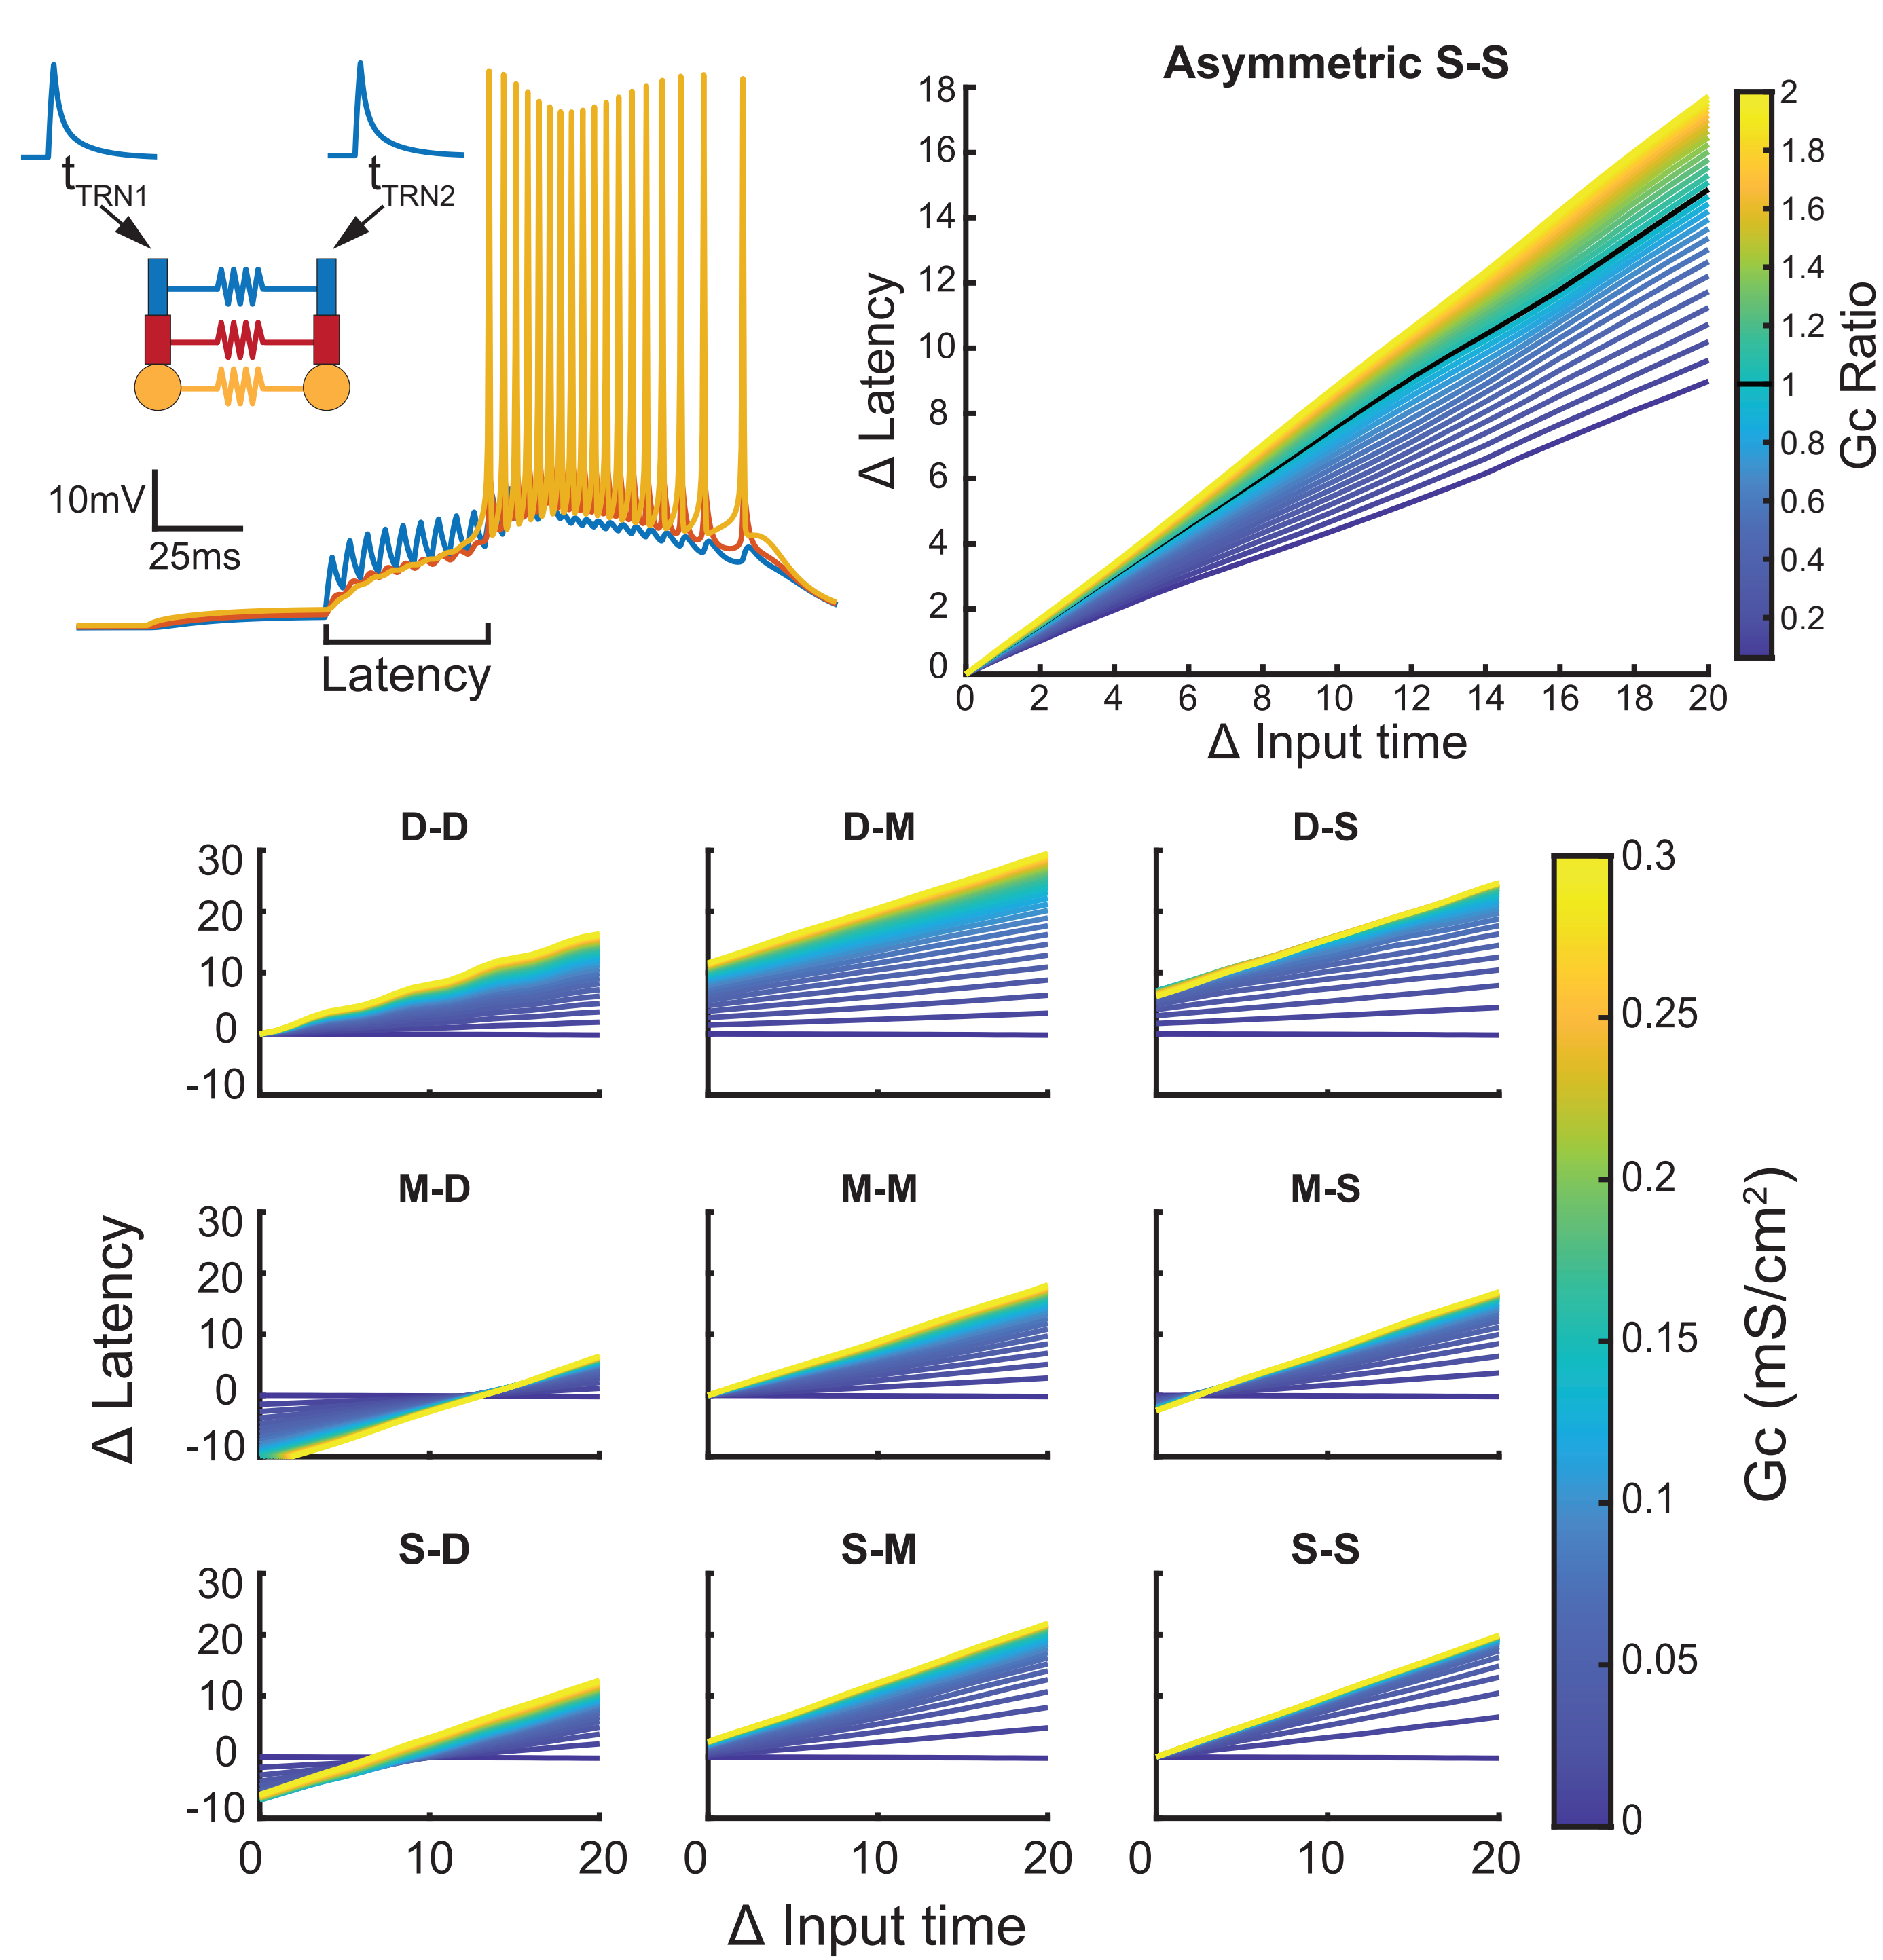 t TRN1
t TRN2
10mV
25ms
Latency
Asymmetric S-S
18
16
14
12
10
8
6
4
2
0
Δ Latency
0 2 4 6 8 10 12 14 16 18 20
Δ Input time
2
1.8
1.6
1.4
1.2
1
0.8
0.6
0.4
0.2
Gc Ratio
D-D D-M D-S
30
20
10
0
-10
M-D M-M M-S
30
20
10
0
-10
S-D S-M S-S
30
20
10
0
-10
Δ Latency
0 10 20 0 10 20 0 10 20
Δ Input time
0.3
0.25
0.2
0.15
0.1
0.05
0
Gc (mS/cm²)